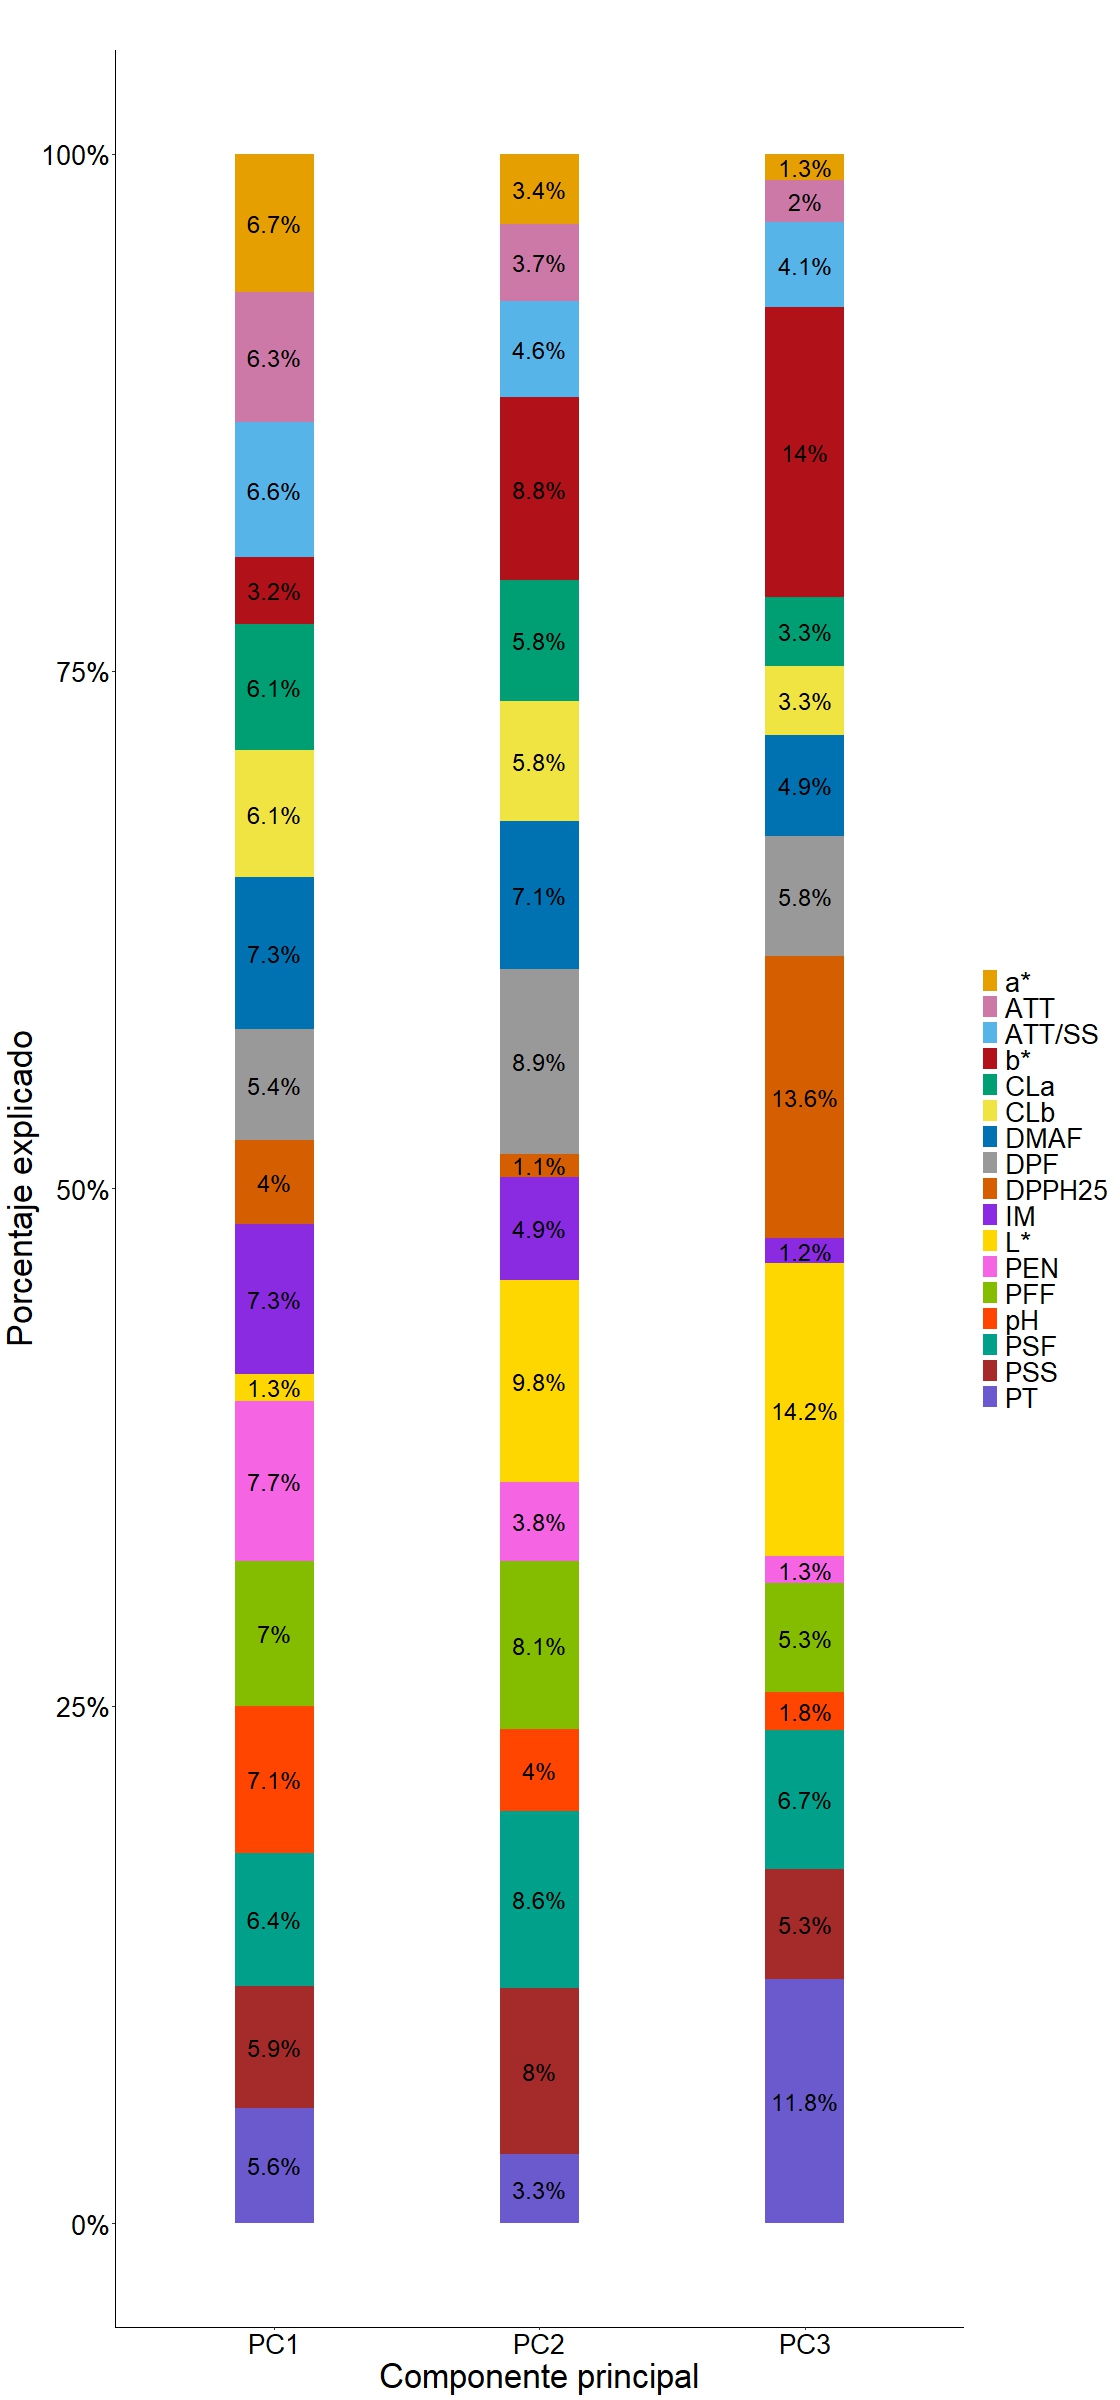 Porcentaje explicado
100%
75%
50%
25%
0%
6.7%
6.3%
6.6%
3.2%
6.1%
6.1%
7.3%
5.4%
4%
7.3%
1.3%
7.7%
7%
7.1%
6.4%
5.9%
5.6%
3.4%
3.7%
4.6%
8.8%
5.8%
5.8%
7.1%
8.9%
1.1%
4.9%
9.8%
3.8%
8.1%
4%
8.6%
8%
3.3%
1.3%
2%
4.1%
14%
3.3%
3.3%
4.9%
5.8%
13.6%
1.2%
14.2%
1.3%
5.3%
1.8%
6.7%
5.3%
11.8%
PC1
PC2
PC3
Componente principal
a*
ATT
ATT/SS
b*
CLa
CLb
DMAF
DPF
DPPH25
IM
L*
PEN
PFF
pH
PSF
PSS
PT